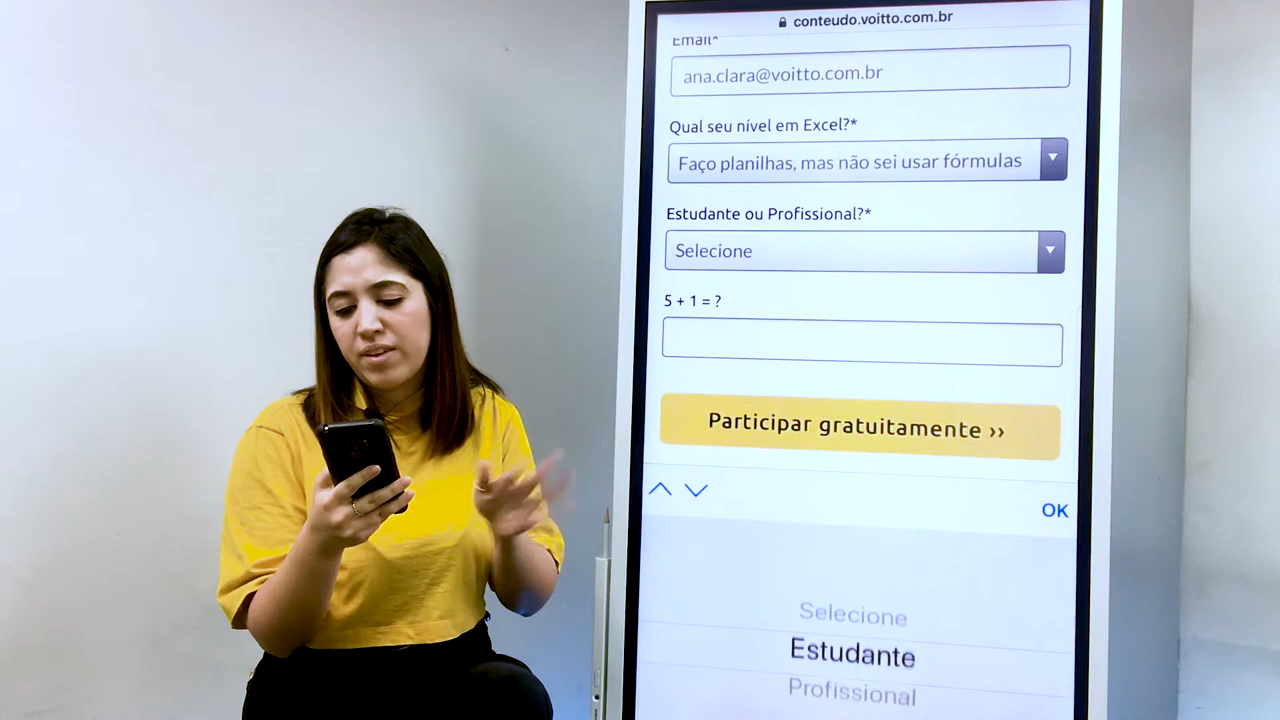 conteudo.voitto.com.br
Email*
ana.clara@voitto.com.br
Qual seu nível em Excel?*
Faço planilhas, mas não sei usar fórmulas
Estudante ou Profissional?*
Selecione
5 + 1 = ?
Participar gratuitamente ››
OK
Selecione
Estudante
Profissional